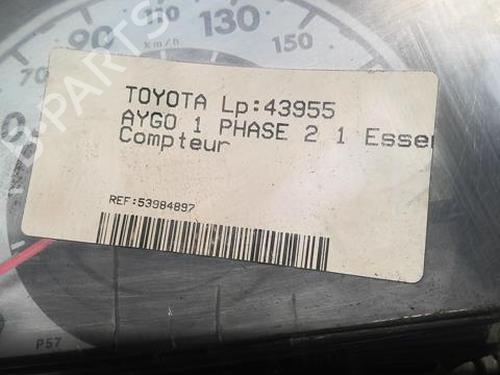 70
90
110
130
150
km/h
TOYOTA Lp:43955
AYGO 1 PHASE 2 1 Essen
Compteur
REF:53984897
P57